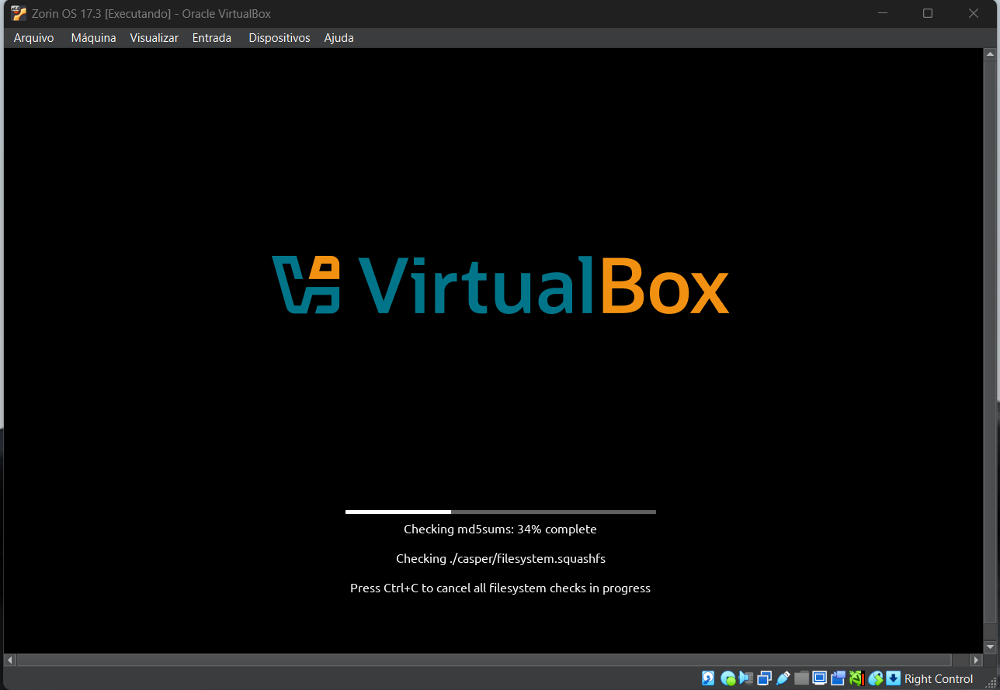 Zorin OS 17.3 [Executando] - Oracle VirtualBox
Arquivo Máquina Visualizar Entrada Dispositivos Ajuda
VirtualBox
Checking md5sums: 34% complete
Checking ./casper/filesystem.squashfs
Press Ctrl+C to cancel all filesystem checks in progress
Right Control